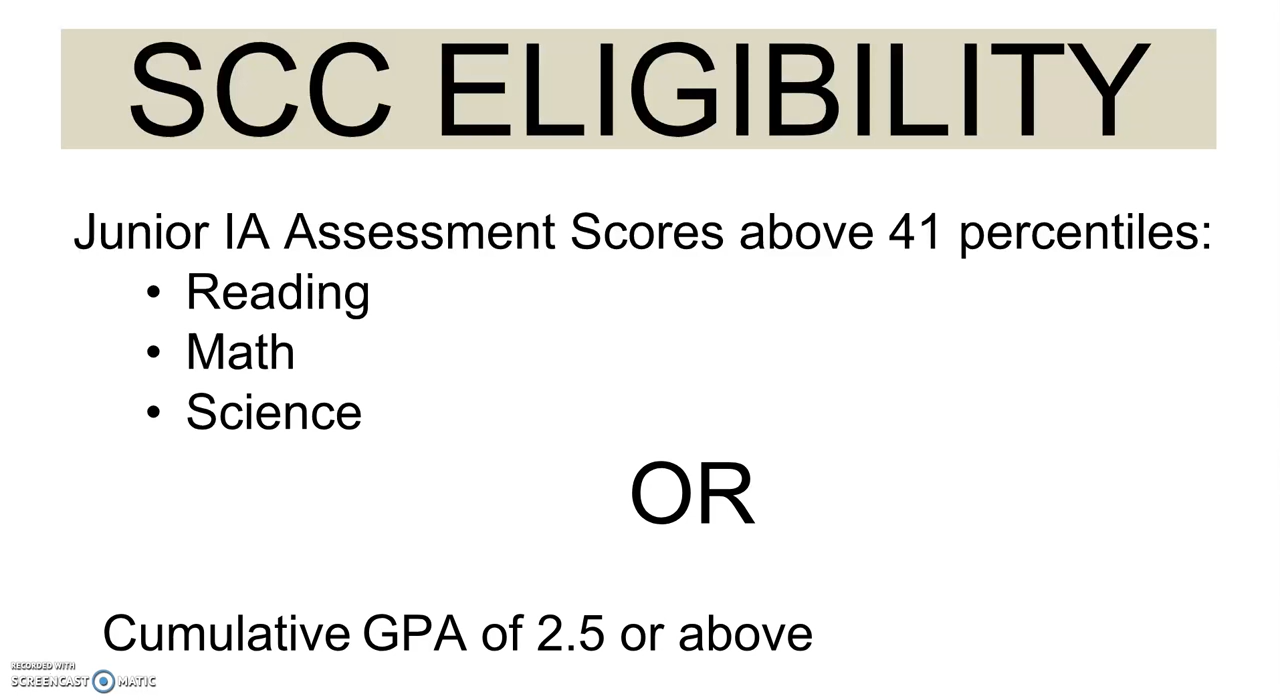 SCC ELIGIBILITY
Junior IA Assessment Scores above 41 percentiles:
• Reading
• Math
• Science
OR
Cumulative GPA of 2.5 or above
RECORDED WITH
SCREENCAST MATIC